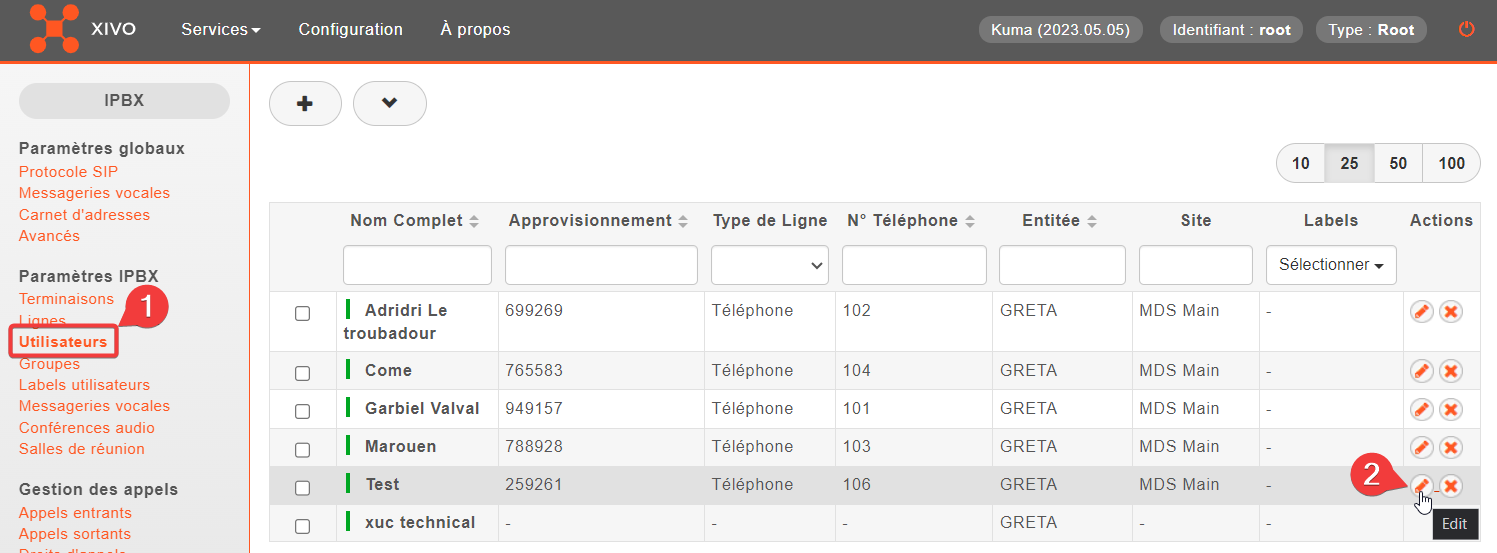 XIVO Services Configuration À propos Kuma (2023.05.05) Identifiant : root Type : Root
IPBX
Paramètres globaux
Protocole SIP
Messageries vocales
Carnet d'adresses
Avancés
Paramètres IPBX
Terminaisons
Lignes
1
Utilisateurs
Groupes
Labels utilisateurs
Messageries vocales
Conférences audio
Salles de réunion
Gestion des appels
Appels entrants
Appels sortants
Droits d'appels
10 25 50 100
Nom Complet Approvisionnement Type de Ligne N° Téléphone Entitée Site Labels Actions
Sélectionner
Adridri Le troubadour 699269 Téléphone 102 GRETA MDS Main -
Come 765583 Téléphone 104 GRETA MDS Main -
Garbiel Valval 949157 Téléphone 101 GRETA MDS Main -
Marouen 788928 Téléphone 103 GRETA MDS Main -
Test 259261 Téléphone 106 GRETA MDS Main - 2
xuc technical - - - GRETA - -
Edit